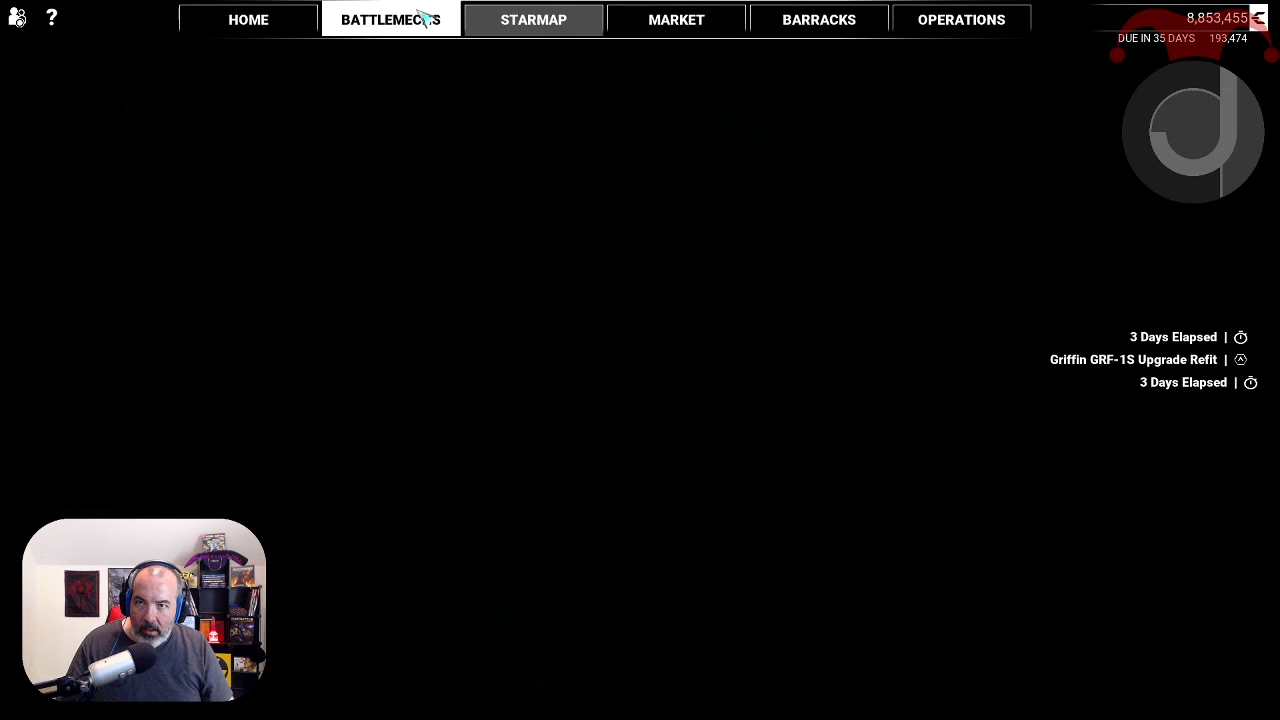 ?
HOME
BATTLEMECHS
STARMAP
MARKET
BARRACKS
OPERATIONS
8,853,455
DUE IN 35 DAYS 193,474
3 Days Elapsed |
Griffin GRF-1S Upgrade Refit |
3 Days Elapsed |